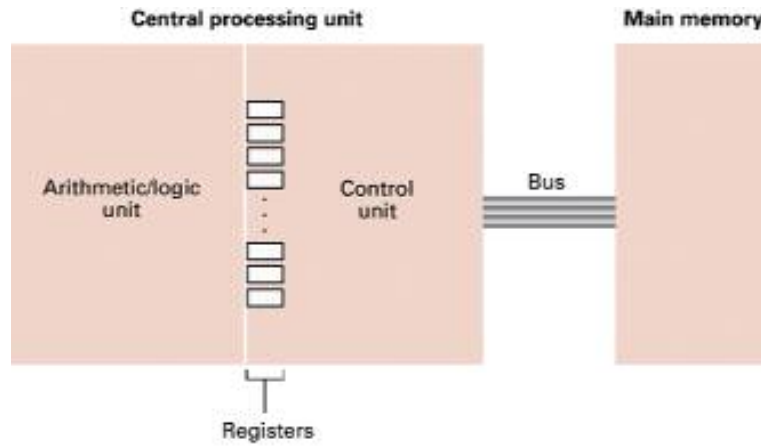 Central processing unit
Main memory
Arithmetic/logic
unit
Control
unit
Bus
Registers